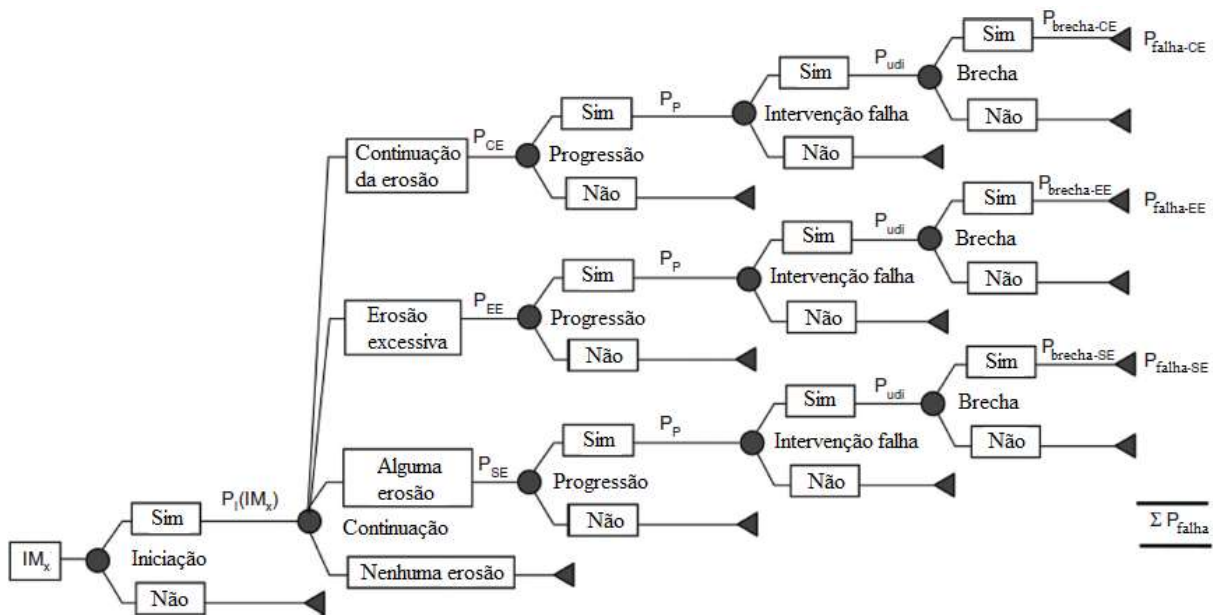 Sim P_brecha-CE P_falha-CE
P_udi Brecha
Não
Sim
P_P Intervenção falha
Não
Sim
P_CE Progressão
Continuação
da erosão
Não
Sim P_brecha-EE P_falha-EE
P_udi Brecha
Não
Sim
P_P Intervenção falha
Não
Sim
P_EE Progressão
Erosão
excessiva
Não
Sim P_brecha-SE P_falha-SE
P_udi Brecha
Não
Sim
P_P Intervenção falha
Não
Sim
P_SE Progressão
Alguma
erosão
Não
Continuação
Nenhuma erosão
P_I(IM_x)
Sim
IM_x Iniciação
Não
Σ P_falha